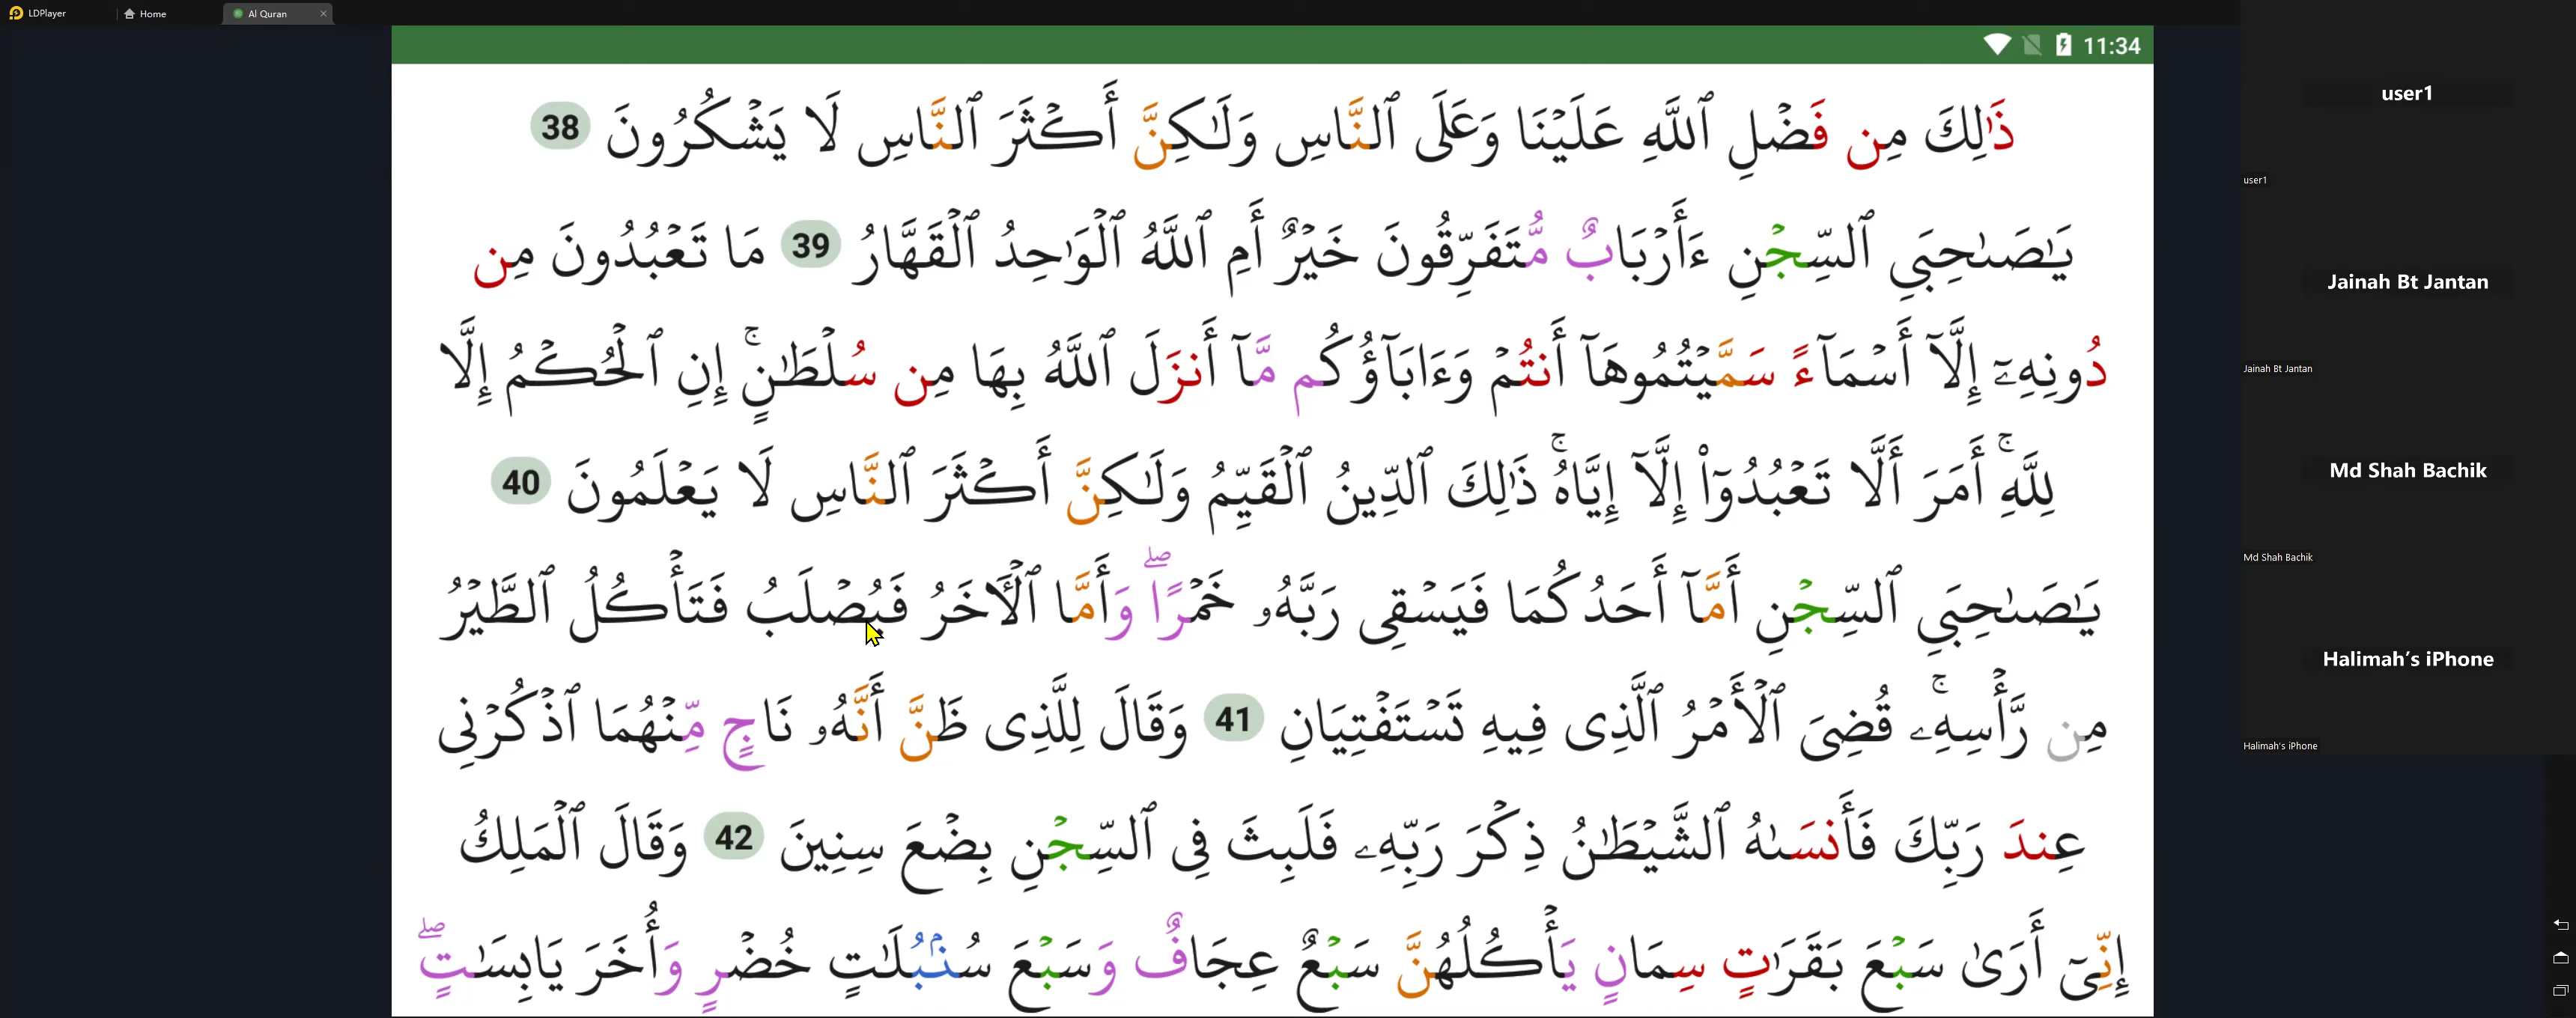 LDPlayer
Home
Al Quran
11:34
ذَٰلِكَ مِن فَضْلِ ٱللَّهِ عَلَيْنَا وَعَلَى ٱلنَّاسِ وَلَـٰكِنَّ أَكْثَرَ ٱلنَّاسِ لَا يَشْكُرُونَ 38
يَـٰصَـٰحِبَىِ ٱلسِّجْنِ ءَأَرْبَابٌ مُّتَفَرِّقُونَ خَيْرٌ أَمِ ٱللَّهُ ٱلْوَٰحِدُ ٱلْقَهَّارُ 39 مَا تَعْبُدُونَ مِن
دُونِهِۦٓ إِلَّآ أَسْمَآءً سَمَّيْتُمُوهَآ أَنتُمْ وَءَابَآؤُكُم مَّآ أَنزَلَ ٱللَّهُ بِهَا مِن سُلْطَـٰنٍ ۚ إِنِ ٱلْحُكْمُ إِلَّا
لِلَّهِ ۚ أَمَرَ أَلَّا تَعْبُدُوٓا۟ إِلَّآ إِيَّاهُ ۚ ذَٰلِكَ ٱلدِّينُ ٱلْقَيِّمُ وَلَـٰكِنَّ أَكْثَرَ ٱلنَّاسِ لَا يَعْلَمُونَ 40
يَـٰصَـٰحِبَىِ ٱلسِّجْنِ أَمَّآ أَحَدُكُمَا فَيَسْقِى رَبَّهُۥ خَمْرًا ۖ وَأَمَّا ٱلْـَٔاخَرُ فَيُصْلَبُ فَتَأْكُلُ ٱلطَّيْرُ
مِن رَّأْسِهِۦ ۚ قُضِىَ ٱلْأَمْرُ ٱلَّذِى فِيهِ تَسْتَفْتِيَانِ 41 وَقَالَ لِلَّذِى ظَنَّ أَنَّهُۥ نَاجٍ مِّنْهُمَا ٱذْكُرْنِى
عِندَ رَبِّكَ فَأَنسَىٰهُ ٱلشَّيْطَـٰنُ ذِكْرَ رَبِّهِۦ فَلَبِثَ فِى ٱلسِّجْنِ بِضْعَ سِنِينَ 42 وَقَالَ ٱلْمَلِكُ
إِنِّىٓ أَرَىٰ سَبْعَ بَقَرَٰتٍ سِمَانٍ يَأْكُلُهُنَّ سَبْعٌ عِجَافٌ وَسَبْعَ سُنۢبُلَـٰتٍ خُضْرٍ وَأُخَرَ يَابِسَـٰتٍ ۖ
user1
user1
Jainah Bt Jantan
Jainah Bt Jantan
Md Shah Bachik
Md Shah Bachik
Halimah's iPhone
Halimah's iPhone